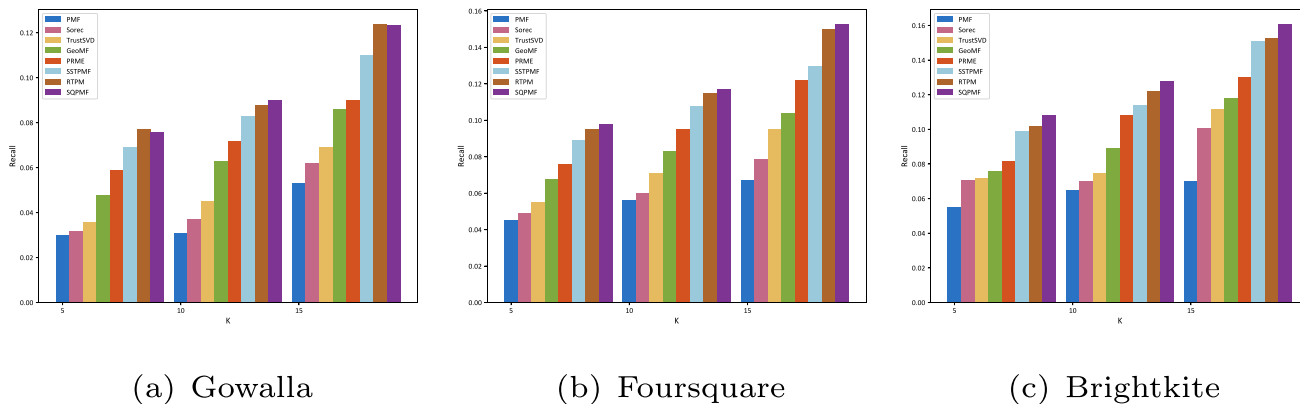 PMF
Sorec
TrustSVD
GeoMF
PRME
SSTPMF
RTPM
SQPMF
0.12
0.10
0.08
0.06
0.04
0.02
0.00
Recall
5
10
15
K
(a) Gowalla
PMF
Sorec
TrustSVD
GeoMF
PRME
SSTPMF
RTPM
SQPMF
0.16
0.14
0.12
0.10
0.08
0.06
0.04
0.02
0.00
Recall
5
10
15
K
(b) Foursquare
PMF
Sorec
TrustSVD
GeoMF
PRME
SSTPMF
RTPM
SQPMF
0.16
0.14
0.12
0.10
0.08
0.06
0.04
0.02
0.00
Recall
5
10
15
K
(c) Brightkite